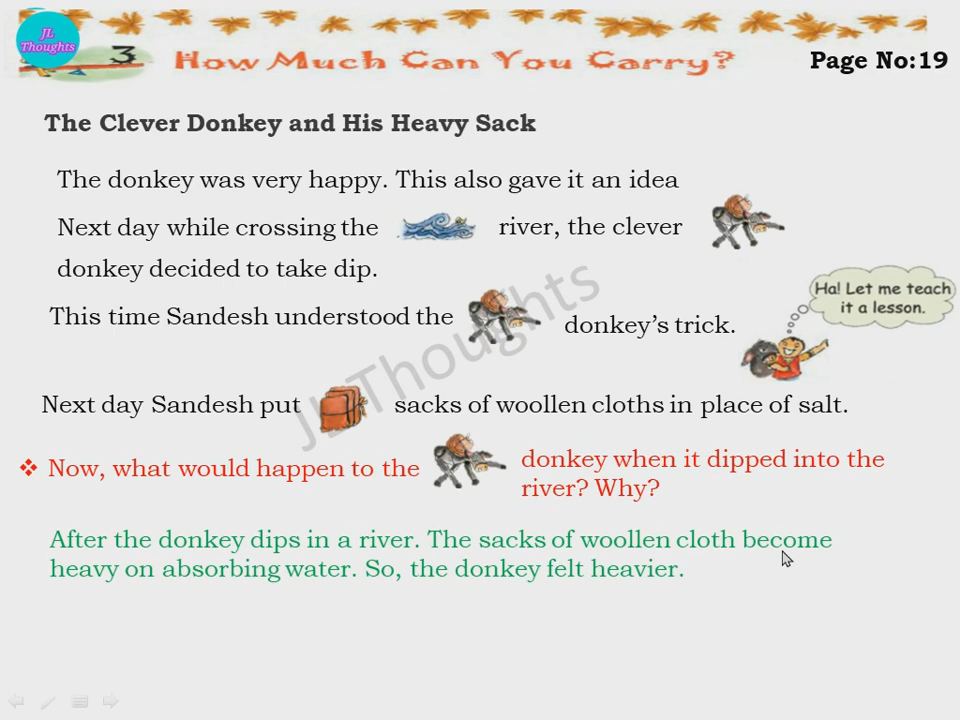 JL
Thoughts
3 How Much Can You Carry? Page No:19
The Clever Donkey and His Heavy Sack
The donkey was very happy. This also gave it an idea
Next day while crossing the river, the clever
donkey decided to take dip.
Ha! Let me teach
it a lesson.
This time Sandesh understood the donkey's trick.
Next day Sandesh put sacks of woollen cloths in place of salt.
❖ Now, what would happen to the donkey when it dipped into the
river? Why?
After the donkey dips in a river. The sacks of woollen cloth become
heavy on absorbing water. So, the donkey felt heavier.
JL Thoughts